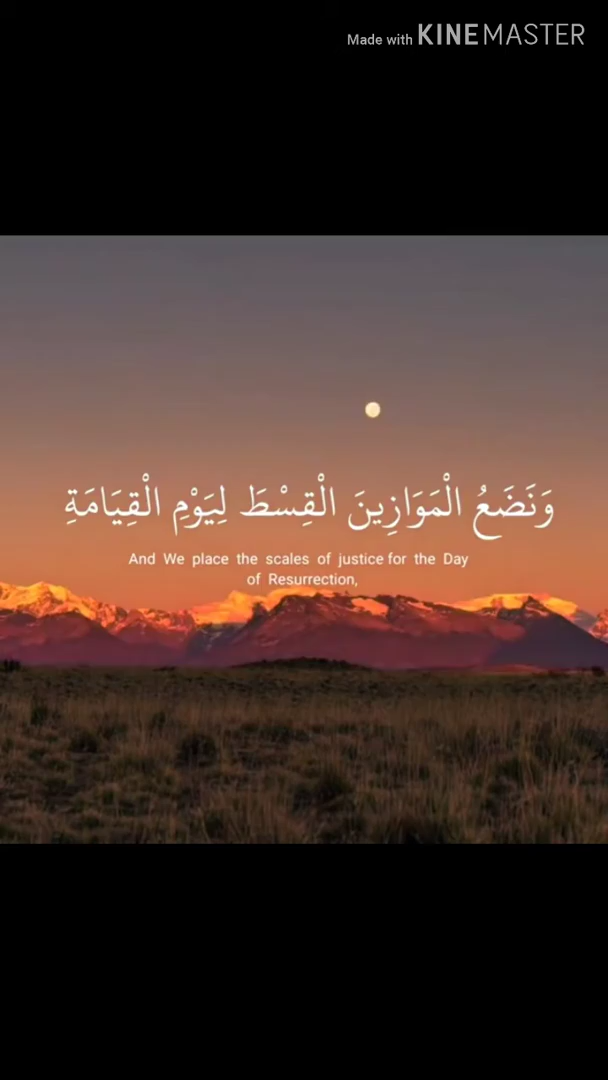 Made with KINEMASTER
وَنَضَعُ الْمَوَازِينَ الْقِسْطَ لِيَوْمِ الْقِيَامَةِ
And We place the scales of justice for the Day
of Resurrection,